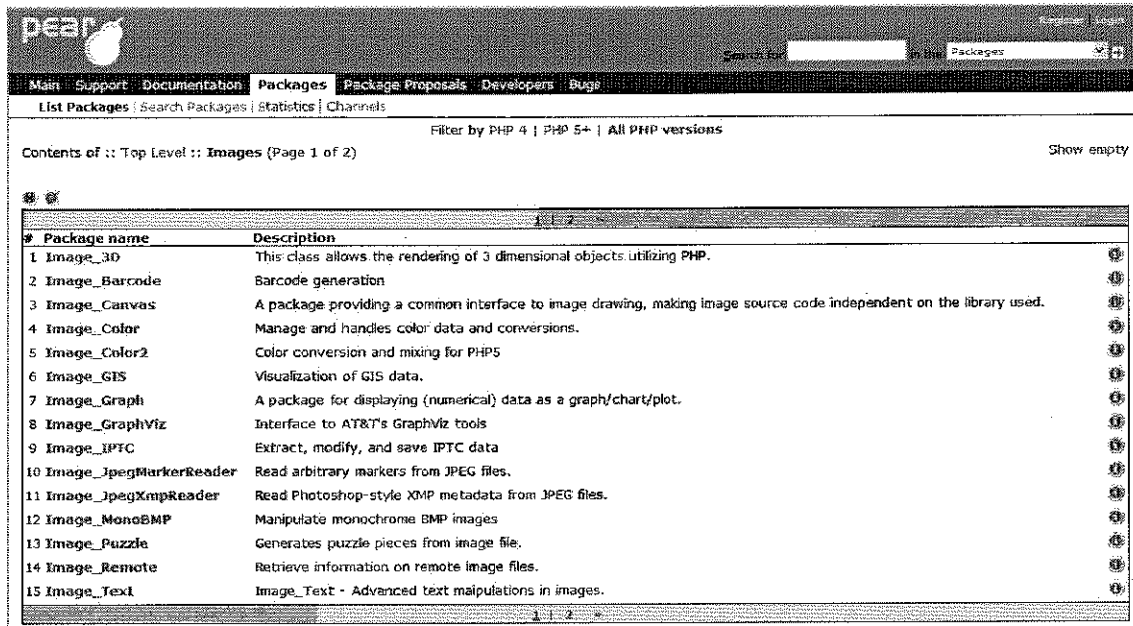 pear
Register | Login
Search for in the Packages
Main Support Documentation Packages Package Proposals Developers Bugs
List Packages | Search Packages | Statistics | Channels
Filter by PHP 4 | PHP 5+ | All PHP versions
Contents of :: Top Level :: Images (Page 1 of 2) Show empty
1 | 2 »
# Package name Description
1 Image_3D This class allows the rendering of 3 dimensional objects utilizing PHP.
2 Image_Barcode Barcode generation
3 Image_Canvas A package providing a common interface to image drawing, making image source code independent on the library used.
4 Image_Color Manage and handles color data and conversions.
5 Image_Color2 Color conversion and mixing for PHP5
6 Image_GIS Visualization of GIS data.
7 Image_Graph A package for displaying (numerical) data as a graph/chart/plot.
8 Image_GraphViz Interface to AT&T's GraphViz tools
9 Image_IPTC Extract, modify, and save IPTC data
10 Image_JpegMarkerReader Read arbitrary markers from JPEG files.
11 Image_JpegXmpReader Read Photoshop-style XMP metadata from JPEG files.
12 Image_MonoBMP Manipulate monochrome BMP images
13 Image_Puzzle Generates puzzle pieces from image file.
14 Image_Remote Retrieve information on remote image files.
15 Image_Text Image_Text - Advanced text maipulations in images.
1 | 2 »